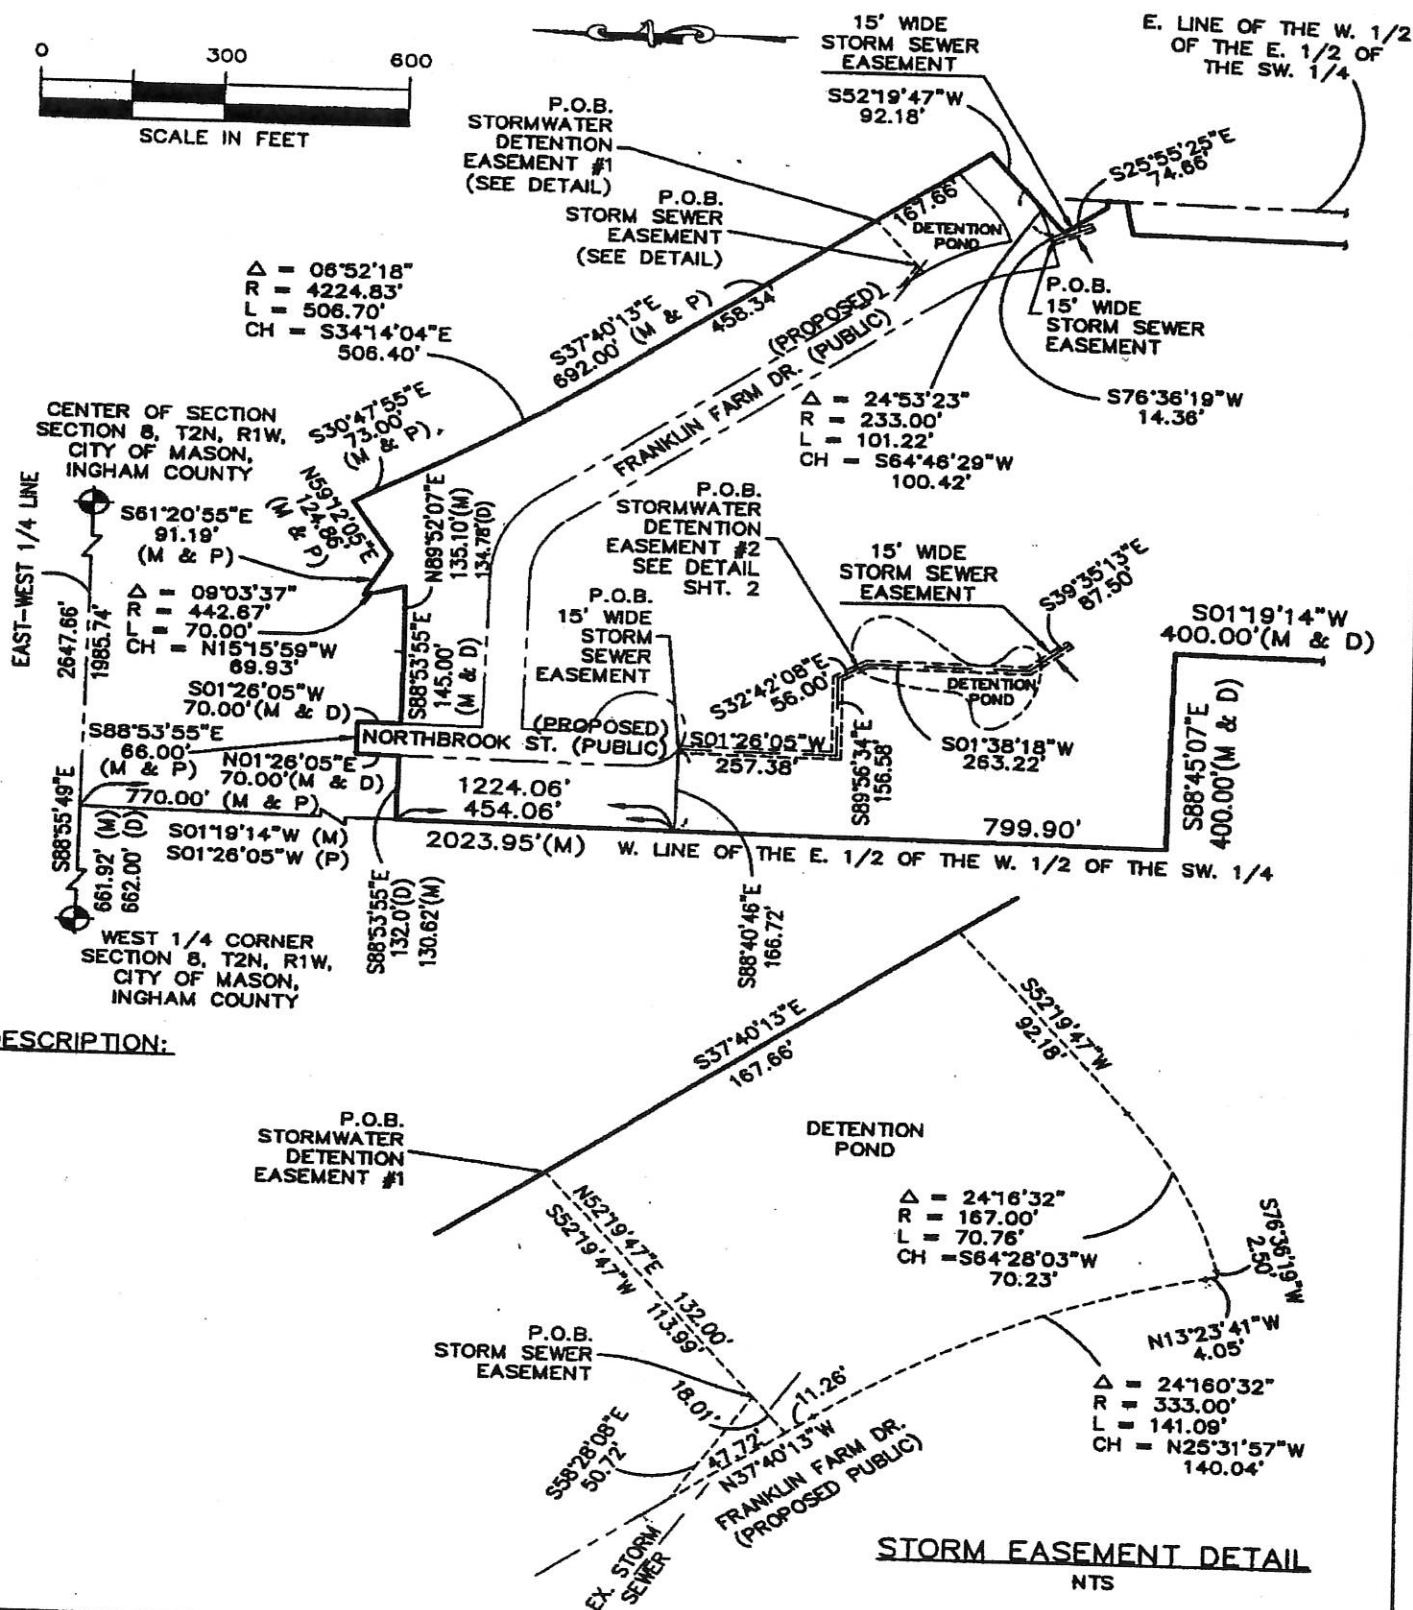 0 300 600
SCALE IN FEET
15' WIDE
STORM SEWER
EASEMENT
S52°19'47"W
92.18'
E. LINE OF THE W. 1/2
OF THE E. 1/2 OF
THE SW. 1/4
P.O.B.
STORMWATER
DETENTION
EASEMENT #1
(SEE DETAIL)
P.O.B.
STORM SEWER
EASEMENT
(SEE DETAIL)
S25°55'25"E
74.66'
167.66'
DETENTION
POND
P.O.B.
15' WIDE
STORM SEWER
EASEMENT
Δ = 06°52'18"
R = 4224.83'
L = 506.70'
CH = S34°14'04"E
506.40'
S37°40'13"E
692.00' (M & P)
458.34'
(PROPOSED)
FRANKLIN FARM DR. (PUBLIC)
S76°36'19"W
14.36'
Δ = 24°53'23"
R = 233.00'
L = 101.22'
CH = S64°46'29"W
100.42'
CENTER OF SECTION
SECTION 8, T2N, R1W,
CITY OF MASON,
INGHAM COUNTY
S30°47'55"E
73.00'
(M & P)
N59°12'05"E
124.86'
(M & P)
N89°52'07"E
135.10'(M)
134.78'(D)
S61°20'55"E
91.19'
(M & P)
EAST-WEST 1/4 LINE
2647.66'
1985.74'
Δ = 09°03'37"
R = 442.67'
L = 70.00'
CH = N15°15'59"W
69.93'
S01°26'05"W
70.00'(M & D)
S88°53'55"E
145.00'
(M & D)
S88°53'55"E
66.00'
(M & P)
N01°26'05"E
70.00'(M & D)
770.00' (M & P)
(PROPOSED)
NORTHBROOK ST. (PUBLIC)
P.O.B.
STORMWATER
DETENTION
EASEMENT #2
SEE DETAIL
SHT. 2
P.O.B.
15' WIDE
STORM
SEWER
EASEMENT
15' WIDE
STORM SEWER
EASEMENT
S39°35'13"E
87.50'
S01°19'14"W
400.00'(M & D)
S32°42'08"E
56.00'
DETENTION
POND
S01°26'05"W
257.38'
S89°56'34"E
156.58'
S01°38'18"W
263.22'
S88°45'07"E
400.00'(M & D)
S88°55'49"E
661.92' (M)
662.00' (D)
S01°19'14"W (M)
S01°26'05"W (P)
1224.06'
454.06'
799.90'
2023.95'(M) W. LINE OF THE E. 1/2 OF THE W. 1/2 OF THE SW. 1/4
S88°53'55"E
132.0'(D)
130.62'(M)
S88°40'46"E
166.72'
WEST 1/4 CORNER
SECTION 8, T2N, R1W,
CITY OF MASON,
INGHAM COUNTY
DESCRIPTION:
S37°40'13"E
167.66'
S52°19'47"W
92.18'
P.O.B.
STORMWATER
DETENTION
EASEMENT #1
DETENTION
POND
Δ = 24°16'32"
R = 167.00'
L = 70.76'
CH =S64°28'03"W
70.23'
S76°36'19"W
2.50'
N13°23'41"W
4.05'
N52°19'47"E
132.00'
S52°19'47"W
113.99'
P.O.B.
STORM SEWER
EASEMENT
18.01'
11.26'
S58°28'08"E
50.72'
47.72'
N37°40'13"W
FRANKLIN FARM DR.
(PROPOSED PUBLIC)
Δ = 24°160'32"
R = 333.00'
L = 141.09'
CH = N25°31'57"W
140.04'
EX. STORM
SEWER
STORM EASEMENT DETAIL
NTS